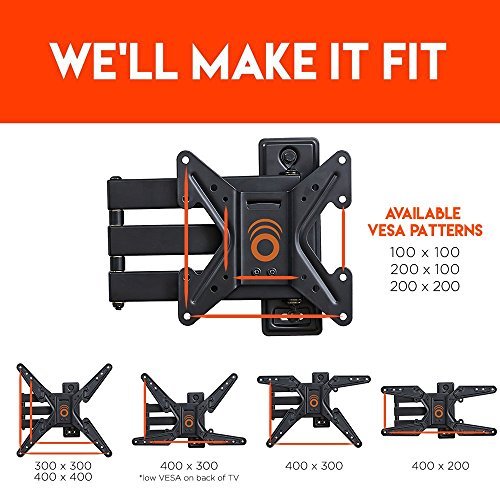 WE'LL MAKE IT FIT
AVAILABLE
VESA PATTERNS
100 x 100
200 x 100
200 x 200
300 x 300
400 x 400
400 x 300
*low VESA on back of TV
400 x 300
400 x 200